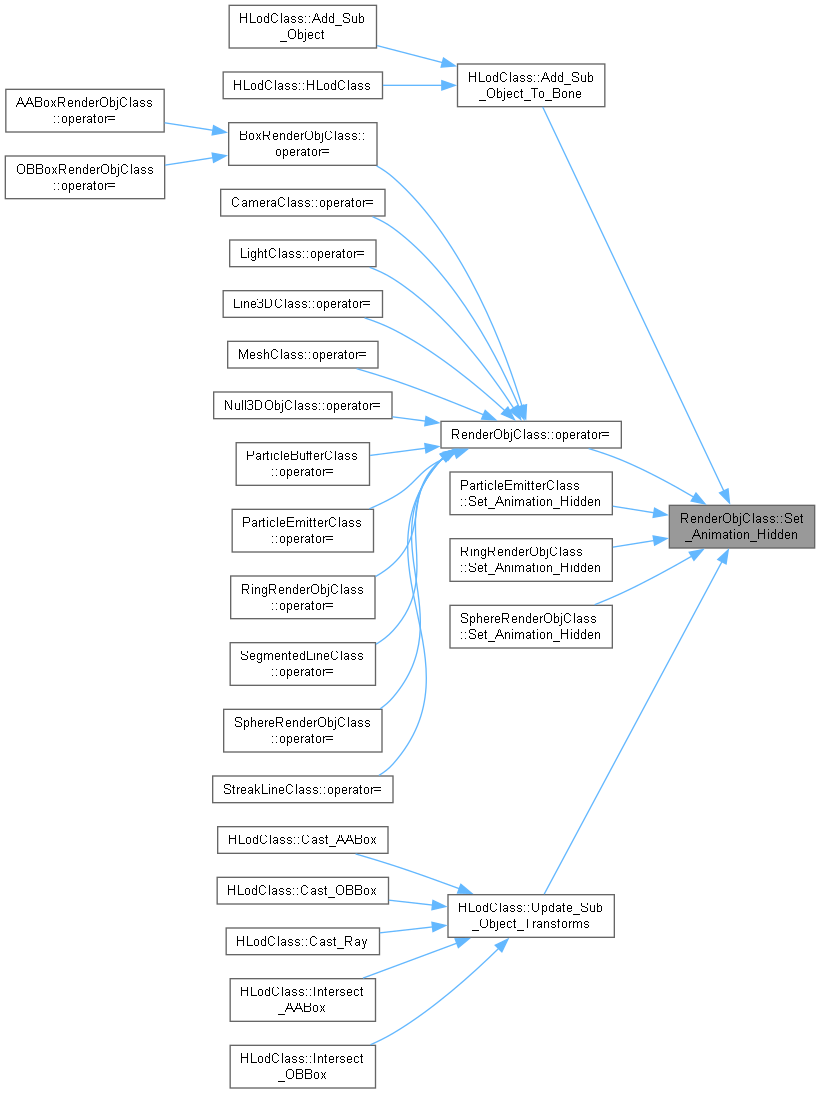 HLodClass::Add_Sub
_Object
HLodClass::HLodClass
HLodClass::Add_Sub
_Object_To_Bone
AABoxRenderObjClass
::operator=
OBBoxRenderObjClass
::operator=
BoxRenderObjClass::
operator=
CameraClass::operator=
LightClass::operator=
Line3DClass::operator=
MeshClass::operator=
Null3DObjClass::operator=
ParticleBufferClass
::operator=
ParticleEmitterClass
::operator=
RingRenderObjClass
::operator=
SegmentedLineClass
::operator=
SphereRenderObjClass
::operator=
StreakLineClass::operator=
RenderObjClass::operator=
ParticleEmitterClass
::Set_Animation_Hidden
RingRenderObjClass
::Set_Animation_Hidden
SphereRenderObjClass
::Set_Animation_Hidden
RenderObjClass::Set
_Animation_Hidden
HLodClass::Cast_AABox
HLodClass::Cast_OBBox
HLodClass::Cast_Ray
HLodClass::Intersect
_AABox
HLodClass::Intersect
_OBBox
HLodClass::Update_Sub
_Object_Transforms